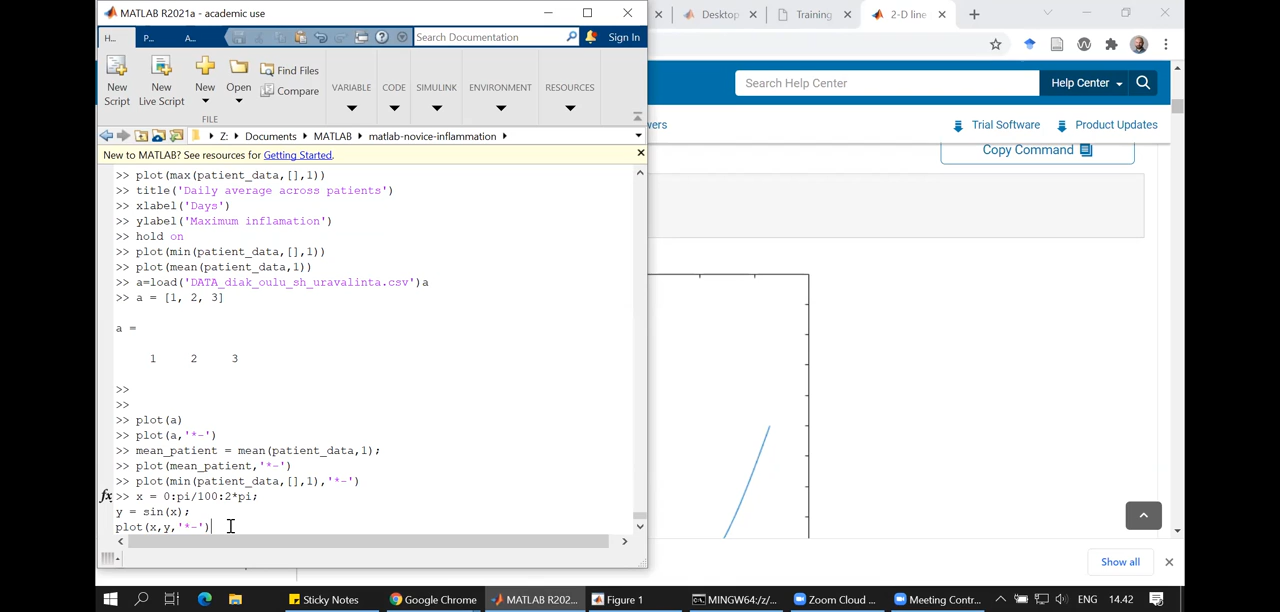 MATLAB R2021a - academic use
Desktop
Training
2-D line
H...
P...
A...
Search Documentation
Sign In
New Script
New Live Script
New
Open
Find Files
Compare
FILE
VARIABLE
CODE
SIMULINK
ENVIRONMENT
RESOURCES
Search Help Center
Help Center
Z:
Documents
MATLAB
matlab-novice-inflammation
wers
Trial Software
Product Updates
Copy Command
New to MATLAB? See resources for Getting Started.
>> plot(max(patient_data,[],1))
>> title('Daily average across patients')
>> xlabel('Days')
>> ylabel('Maximum inflamation')
>> hold on
>> plot(min(patient_data,[],1))
>> plot(mean(patient_data,1))
>> a=load('DATA_diak_oulu_sh_uravalinta.csv')a
>> a = [1, 2, 3]
a =
1 2 3
>>
>>
>> plot(a)
>> plot(a,'*-')
>> mean_patient = mean(patient_data,1);
>> plot(mean_patient,'*-')
>> plot(min(patient_data,[],1),'*-')
fx >> x = 0:pi/100:2*pi;
y = sin(x);
plot(x,y,'*-')
Show all
Sticky Notes
Google Chrome
MATLAB R202...
Figure 1
MINGW64:/z/...
Zoom Cloud ...
Meeting Contr...
ENG
14.42